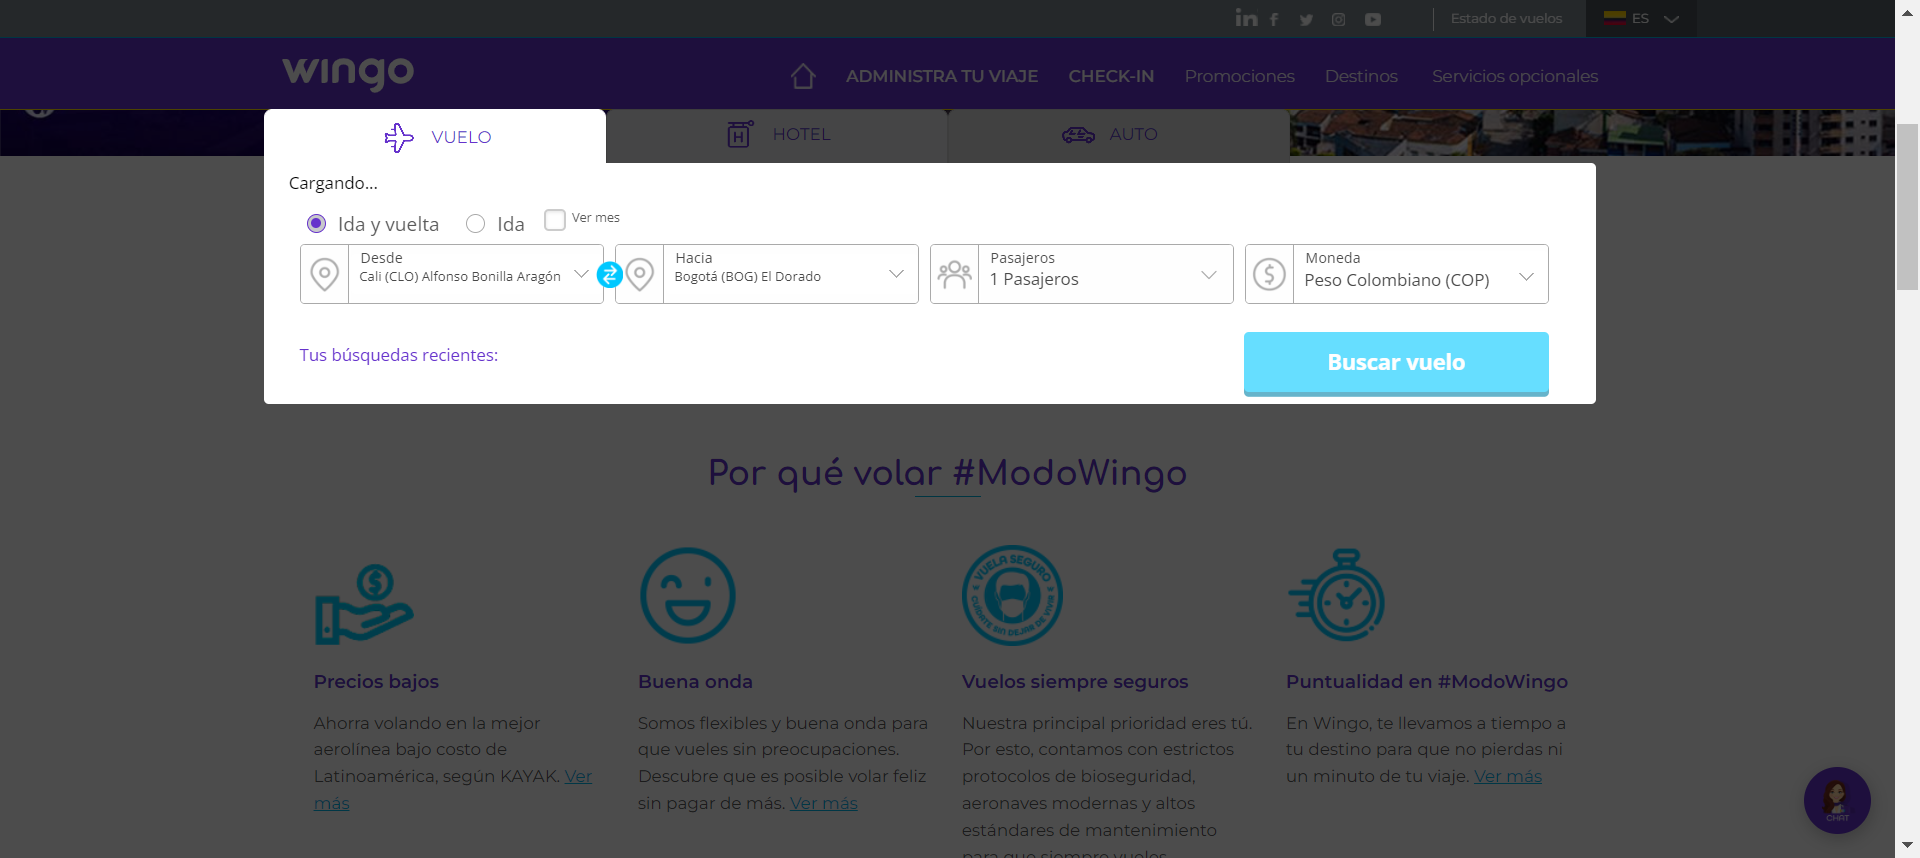 Estado de vuelos
ES
wingo
ADMINISTRA TU VIAJE
CHECK-IN
Promociones
Destinos
Servicios opcionales
VUELO
HOTEL
AUTO
Cargando...
Ida y vuelta
Ida
Ver mes
Desde
Cali (CLO) Alfonso Bonilla Aragón
Hacia
Bogotá (BOG) El Dorado
Pasajeros
1 Pasajeros
Moneda
Peso Colombiano (COP)
Tus búsquedas recientes:
Buscar vuelo
Por qué volar #ModoWingo
VUELA SEGURO
CUÍDATE SIN DEJAR DE VIVIR
Precios bajos
Ahorra volando en la mejor
aerolínea bajo costo de
Latinoamérica, según KAYAK. Ver
más
Buena onda
Somos flexibles y buena onda para
que vueles sin preocupaciones.
Descubre que es posible volar feliz
sin pagar de más. Ver más
Vuelos siempre seguros
Nuestra principal prioridad eres tú.
Por esto, contamos con estrictos
protocolos de bioseguridad,
aeronaves modernas y altos
estándares de mantenimiento
para que siempre vueles
Puntualidad en #ModoWingo
En Wingo, te llevamos a tiempo a
tu destino para que no pierdas ni
un minuto de tu viaje. Ver más
CHAT